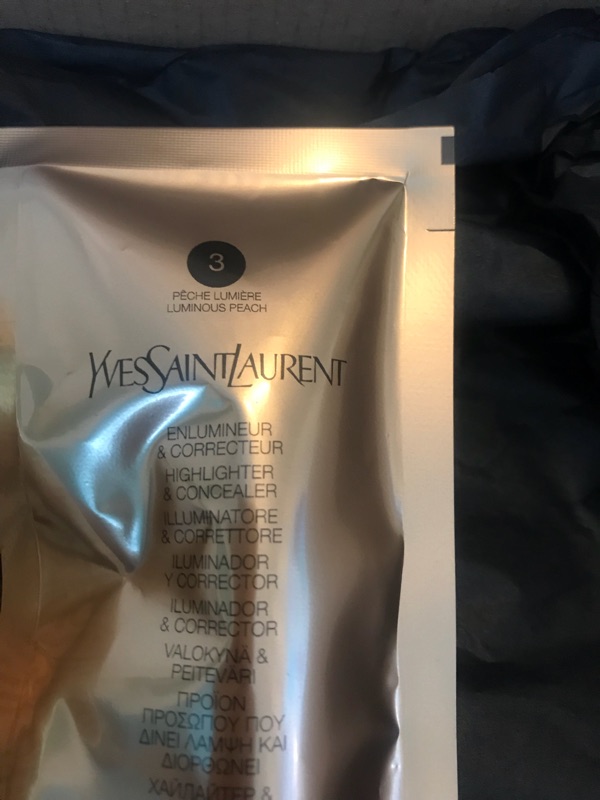 3
PÊCHE LUMIÈRE
LUMINOUS PEACH
YVESSAINTLAURENT
ENLUMINEUR
& CORRECTEUR
HIGHLIGHTER
& CONCEALER
ILLUMINATORE
& CORRETTORE
ILUMINADOR
Y CORRECTOR
ILUMINADOR
& CORRECTOR
VALOKYNÄ &
PEITEVÄRI
ΠΡΟΪΟΝ
ΠΡΟΣΩΠΟΥ ΠΟΥ
ΔΙΝΕΙ ΛΑΜΨΗ ΚΑΙ
ΔΙΟΡΘΩΝΕΙ
ХАЙЛАЙТЕР &